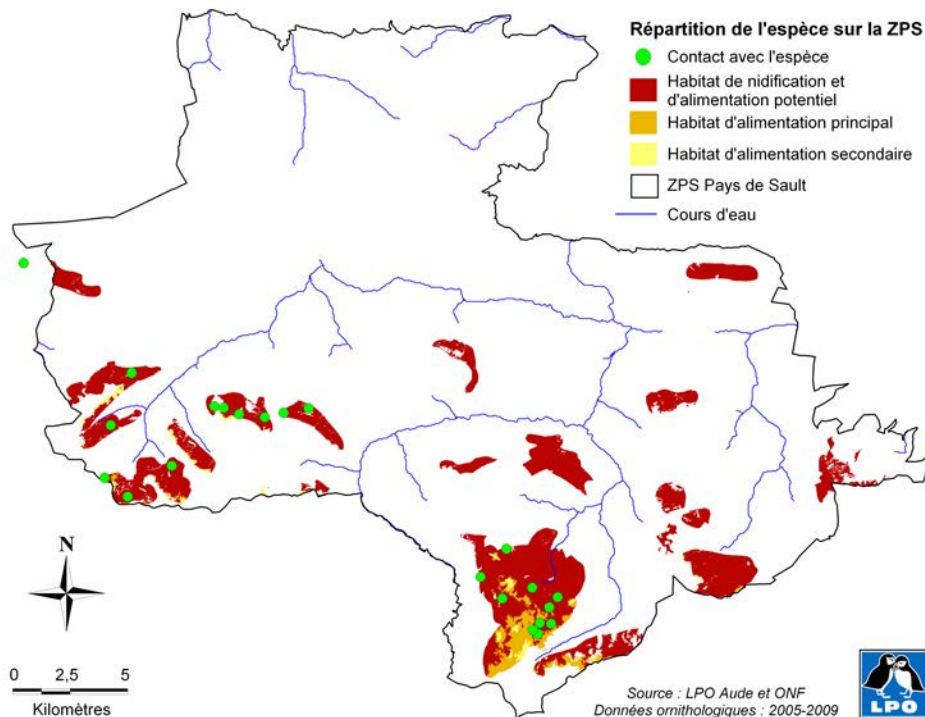 Répartition de l'espèce sur la ZPS
Contact avec l'espèce
Habitat de nidification et
d'alimentation potentiel
Habitat d'alimentation principal
Habitat d'alimentation secondaire
ZPS Pays de Sault
Cours d'eau
N
0 2,5 5
Kilomètres
Source : LPO Aude et ONF
Données ornithologiques : 2005-2009
LPO